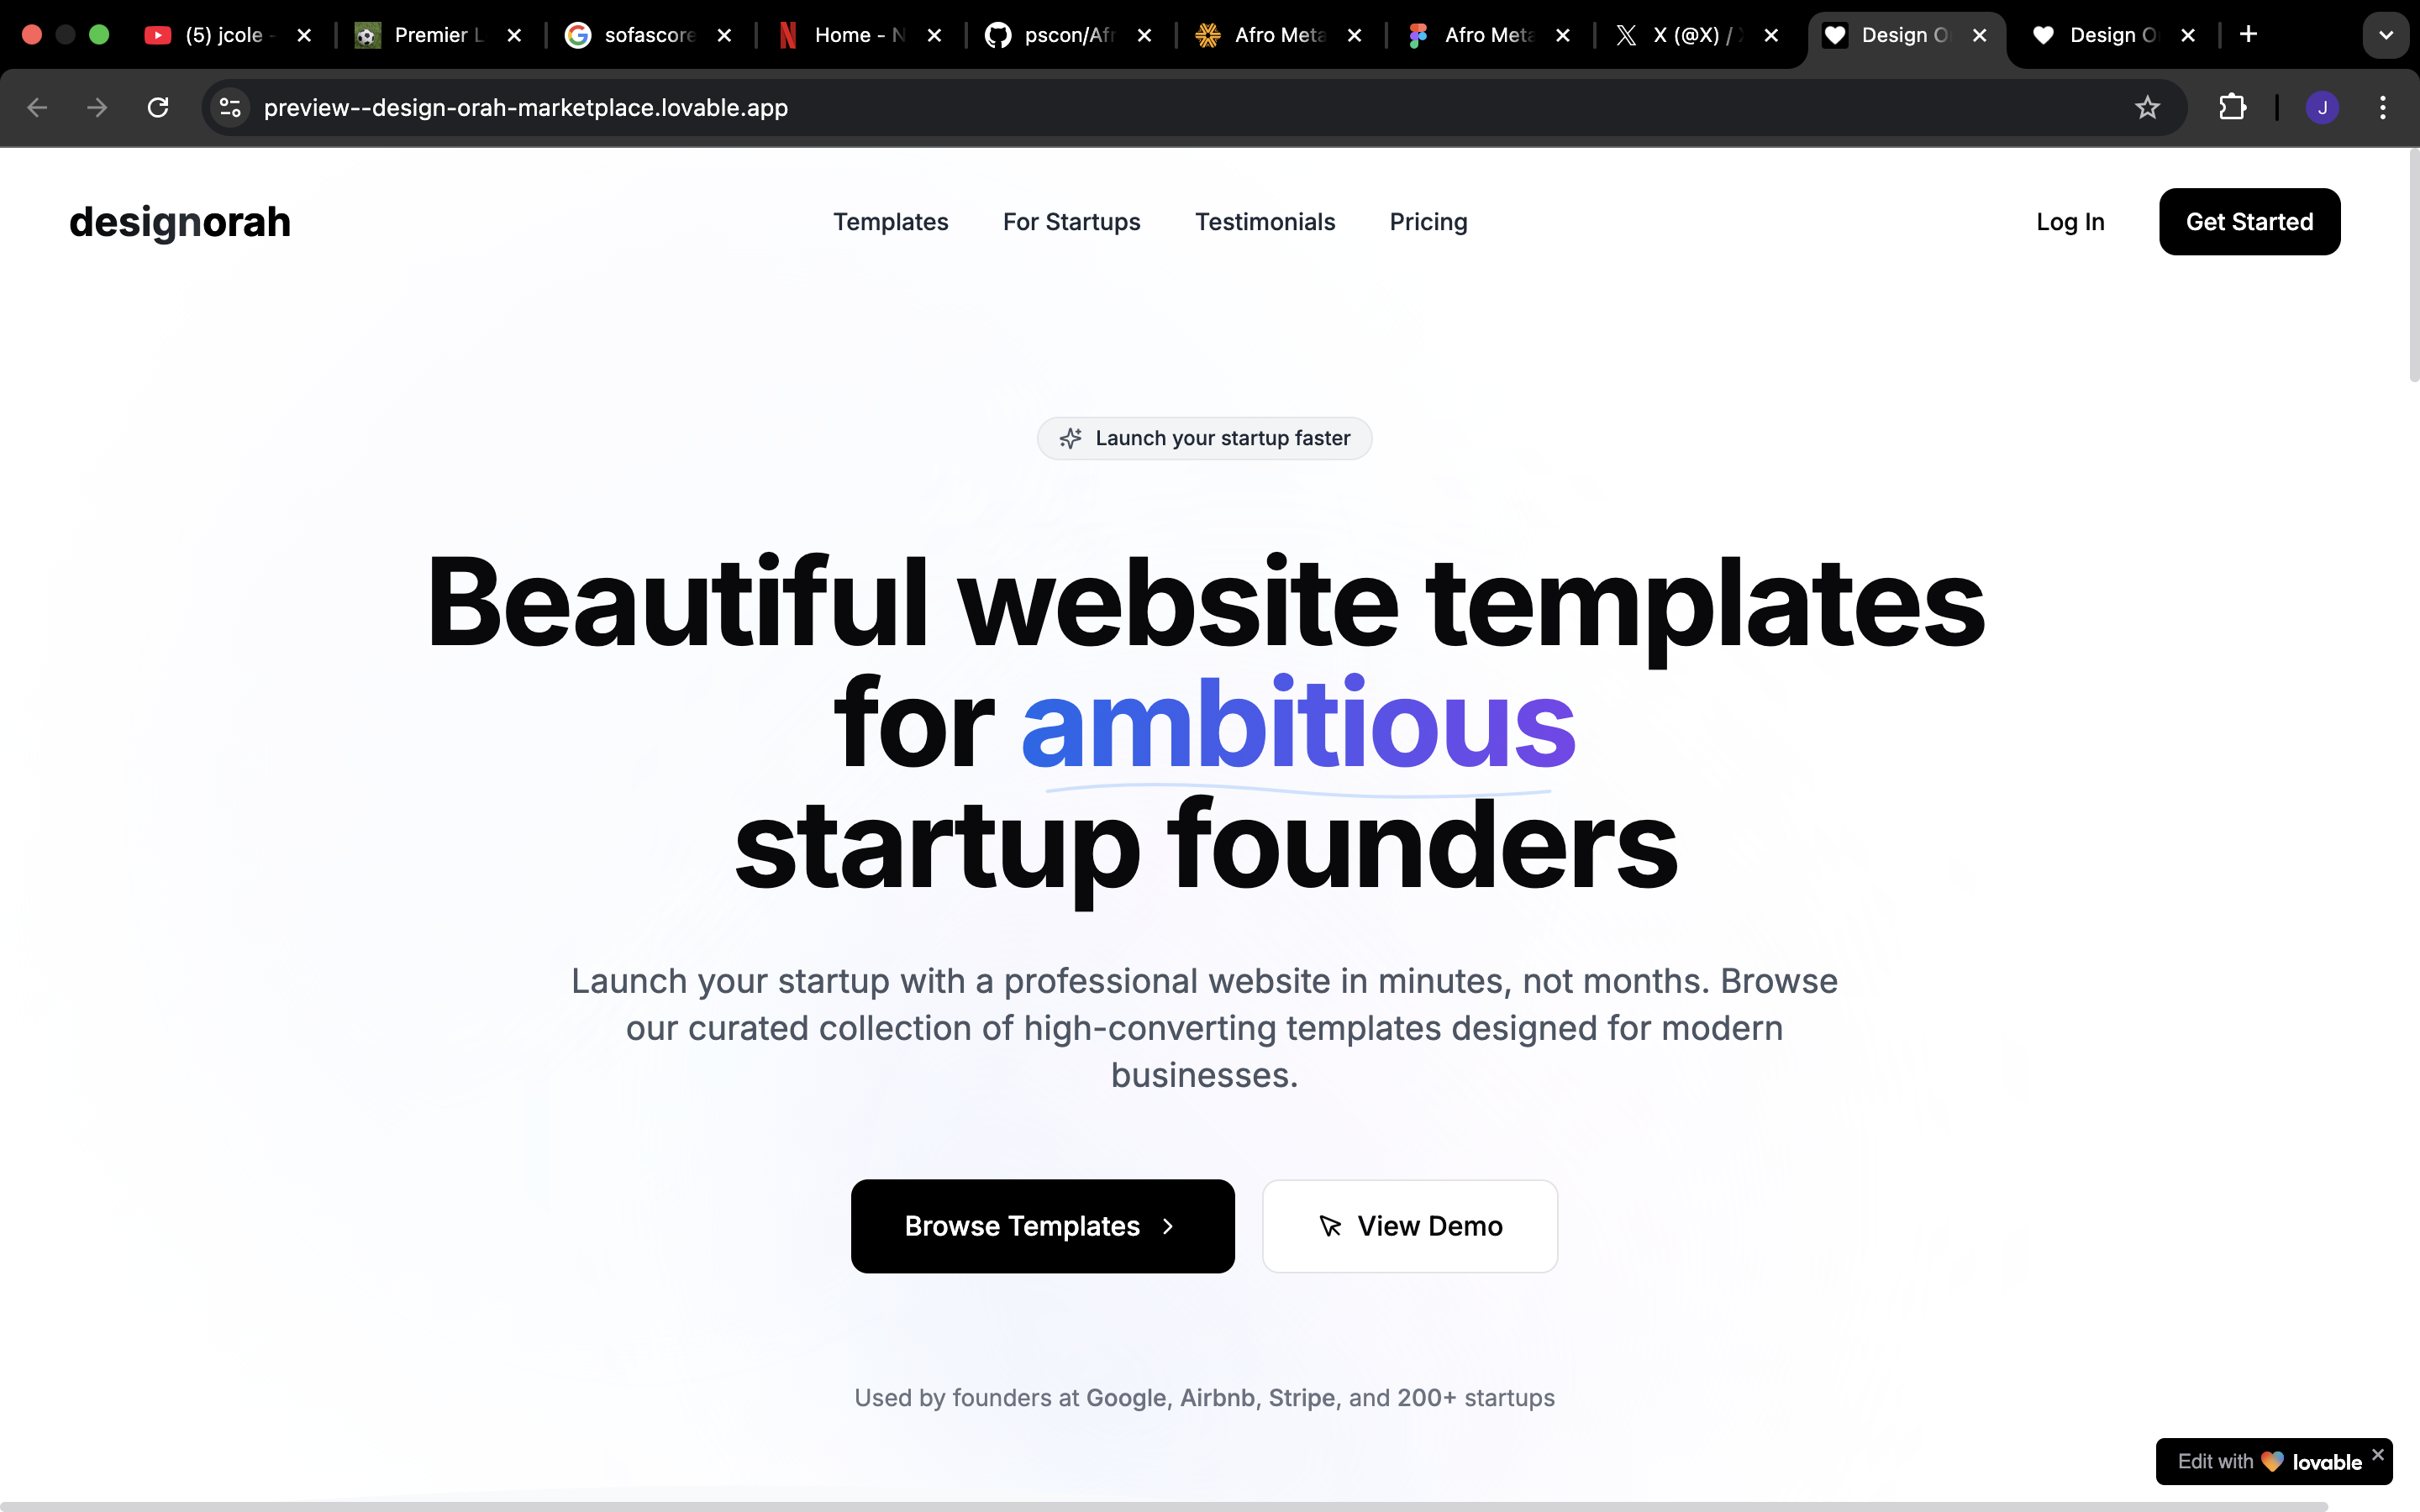 (5) jcole -
Premier L
sofascore
Home - N
pscon/Afr
Afro Meta
Afro Meta
X (@X) / X
Design O
Design O
preview--design-orah-marketplace.lovable.app
J
designorah
Templates
For Startups
Testimonials
Pricing
Log In
Get Started
Launch your startup faster
Beautiful website templates
for ambitious
startup founders
Launch your startup with a professional website in minutes, not months. Browse
our curated collection of high-converting templates designed for modern
businesses.
Browse Templates
View Demo
Used by founders at Google, Airbnb, Stripe, and 200+ startups
Edit with lovable